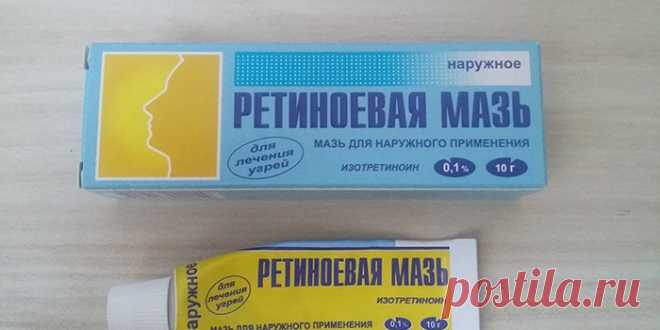 наружное
РЕТИНОЕВАЯ МАЗЬ
МАЗЬ ДЛЯ НАРУЖНОГО ПРИМЕНЕНИЯ
для
лечения
угрей
ИЗОТРЕТИНОИН 0,1% 10 г
наружное
РЕТИНОЕВАЯ МАЗЬ
для
лечения
угрей
ИЗОТРЕТИНОИН
МАЗЬ ДЛЯ НАРУЖНОГО ПРИМЕНЕНИЯ 0,1% 10 г
postila.ru